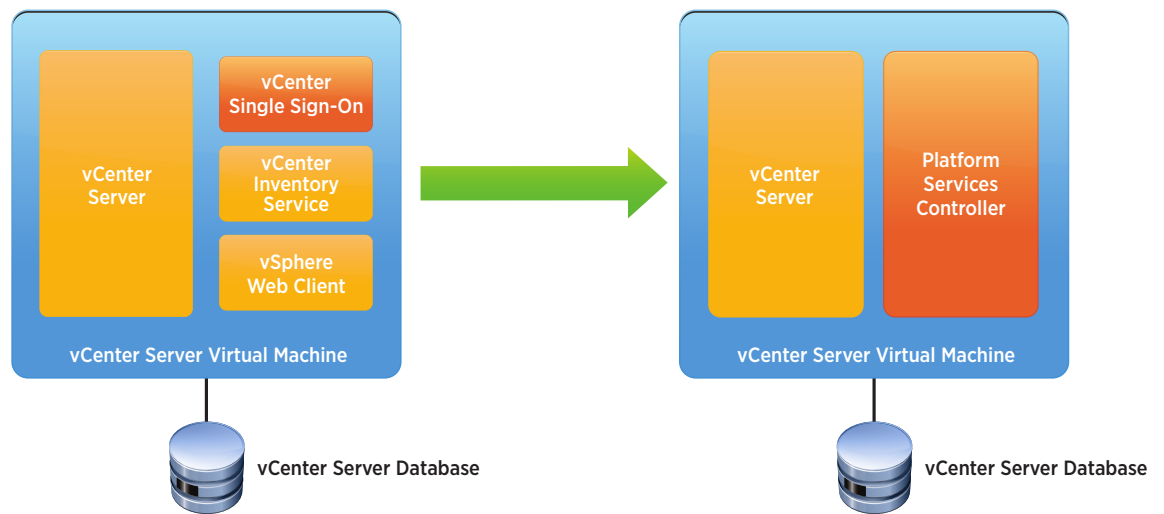 vCenter
Server
vCenter
Single Sign-On
vCenter
Inventory
Service
vSphere
Web Client
vCenter Server Virtual Machine
vCenter Server Database
vCenter
Server
Platform
Services
Controller
vCenter Server Virtual Machine
vCenter Server Database